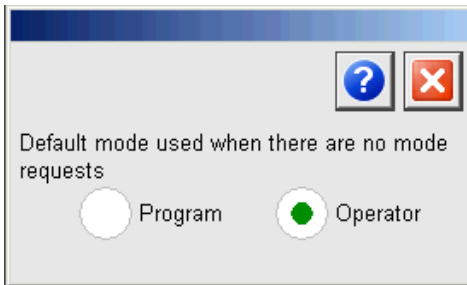 Default mode used when there are no mode
requests
Program Operator